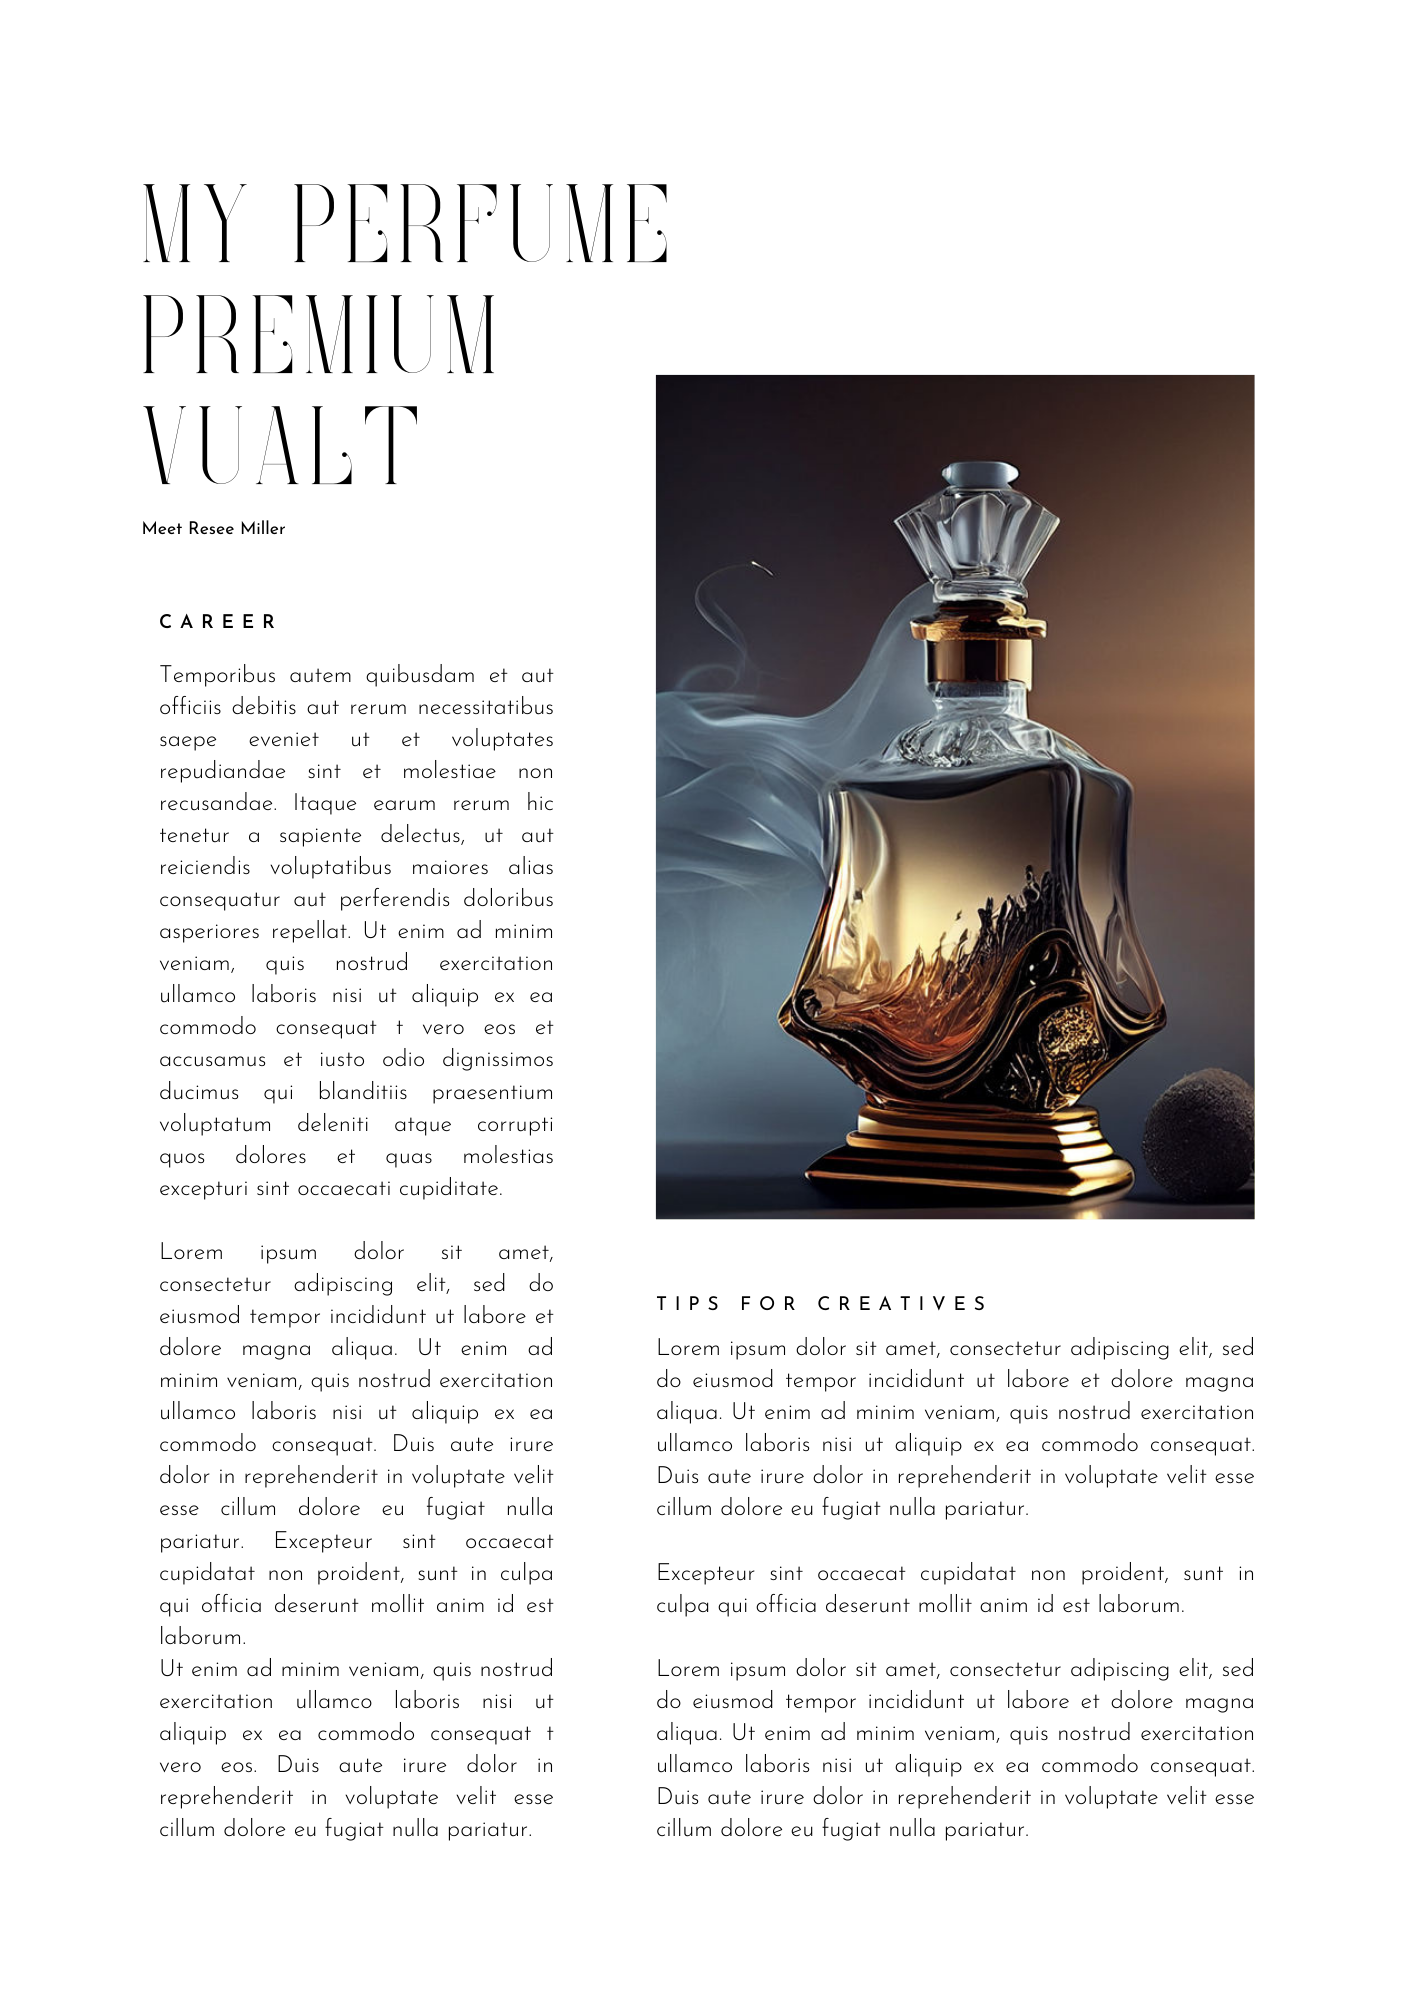 MY PERFUME
PREMIUM
VUALT
Meet Resee Miller
CAREER
Temporibus autem quibusdam et aut
officiis debitis aut rerum necessitatibus
saepe eveniet ut et voluptates
repudiandae sint et molestiae non
recusandae. Itaque earum rerum hic
tenetur a sapiente delectus, ut aut
reiciendis voluptatibus maiores alias
consequatur aut perferendis doloribus
asperiores repellat. Ut enim ad minim
veniam, quis nostrud exercitation
ullamco laboris nisi ut aliquip ex ea
commodo consequat t vero eos et
accusamus et iusto odio dignissimos
ducimus qui blanditiis praesentium
voluptatum deleniti atque corrupti
quos dolores et quas molestias
excepturi sint occaecati cupiditate.
Lorem ipsum dolor sit amet,
consectetur adipiscing elit, sed do
eiusmod tempor incididunt ut labore et
dolore magna aliqua. Ut enim ad
minim veniam, quis nostrud exercitation
ullamco laboris nisi ut aliquip ex ea
commodo consequat. Duis aute irure
dolor in reprehenderit in voluptate velit
esse cillum dolore eu fugiat nulla
pariatur. Excepteur sint occaecat
cupidatat non proident, sunt in culpa
qui officia deserunt mollit anim id est
laborum.
Ut enim ad minim veniam, quis nostrud
exercitation ullamco laboris nisi ut
aliquip ex ea commodo consequat t
vero eos. Duis aute irure dolor in
reprehenderit in voluptate velit esse
cillum dolore eu fugiat nulla pariatur.
TIPS FOR CREATIVES
Lorem ipsum dolor sit amet, consectetur adipiscing elit, sed
do eiusmod tempor incididunt ut labore et dolore magna
aliqua. Ut enim ad minim veniam, quis nostrud exercitation
ullamco laboris nisi ut aliquip ex ea commodo consequat.
Duis aute irure dolor in reprehenderit in voluptate velit esse
cillum dolore eu fugiat nulla pariatur.
Excepteur sint occaecat cupidatat non proident, sunt in
culpa qui officia deserunt mollit anim id est laborum.
Lorem ipsum dolor sit amet, consectetur adipiscing elit, sed
do eiusmod tempor incididunt ut labore et dolore magna
aliqua. Ut enim ad minim veniam, quis nostrud exercitation
ullamco laboris nisi ut aliquip ex ea commodo consequat.
Duis aute irure dolor in reprehenderit in voluptate velit esse
cillum dolore eu fugiat nulla pariatur.